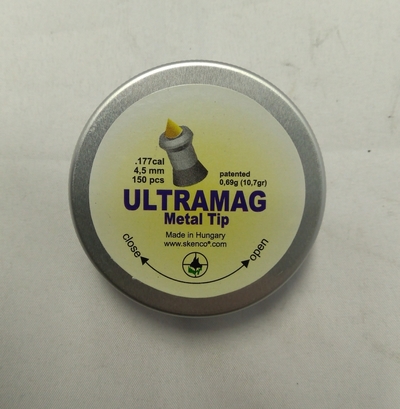 .177cal
4,5 mm
150 pcs
patented
0,69g (10,7gr)
ULTRAMAG
Metal Tip
Made in Hungary
www.skenco®.com
close
open